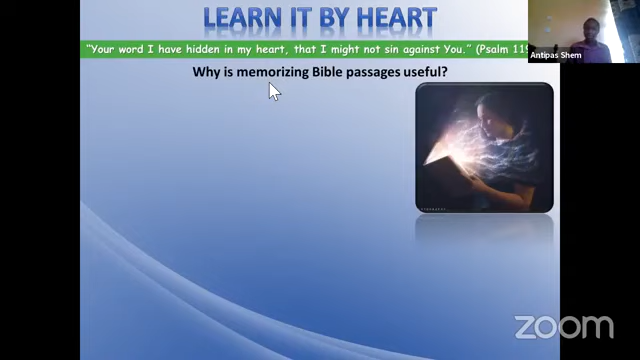 LEARN IT BY HEART
"Your word I have hidden in my heart, that I might not sin against You." (Psalm 119
Antipas Shem
Why is memorizing Bible passages useful?
zoom